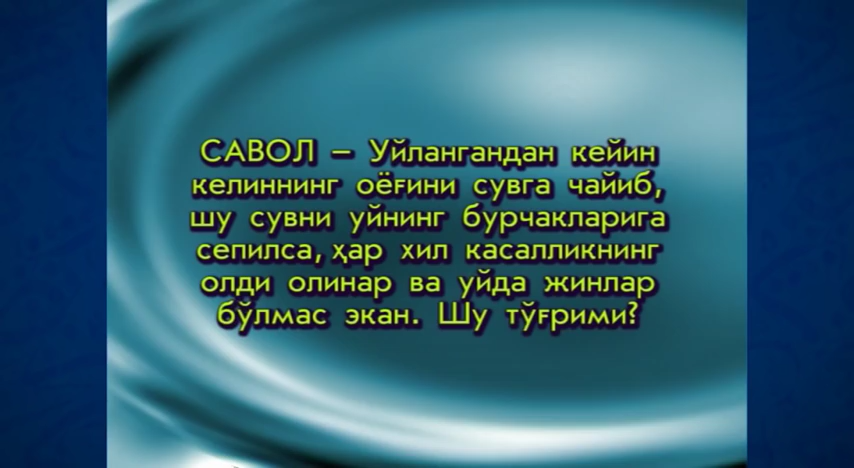 САВОЛ – Уйлангандан кейин
келиннинг оёғини сувга чайиб,
шу сувни уйнинг бурчакларига
сепилса, ҳар хил касалликнинг
олди олинар ва уйда жинлар
бўлмас экан. Шу тўғрими?